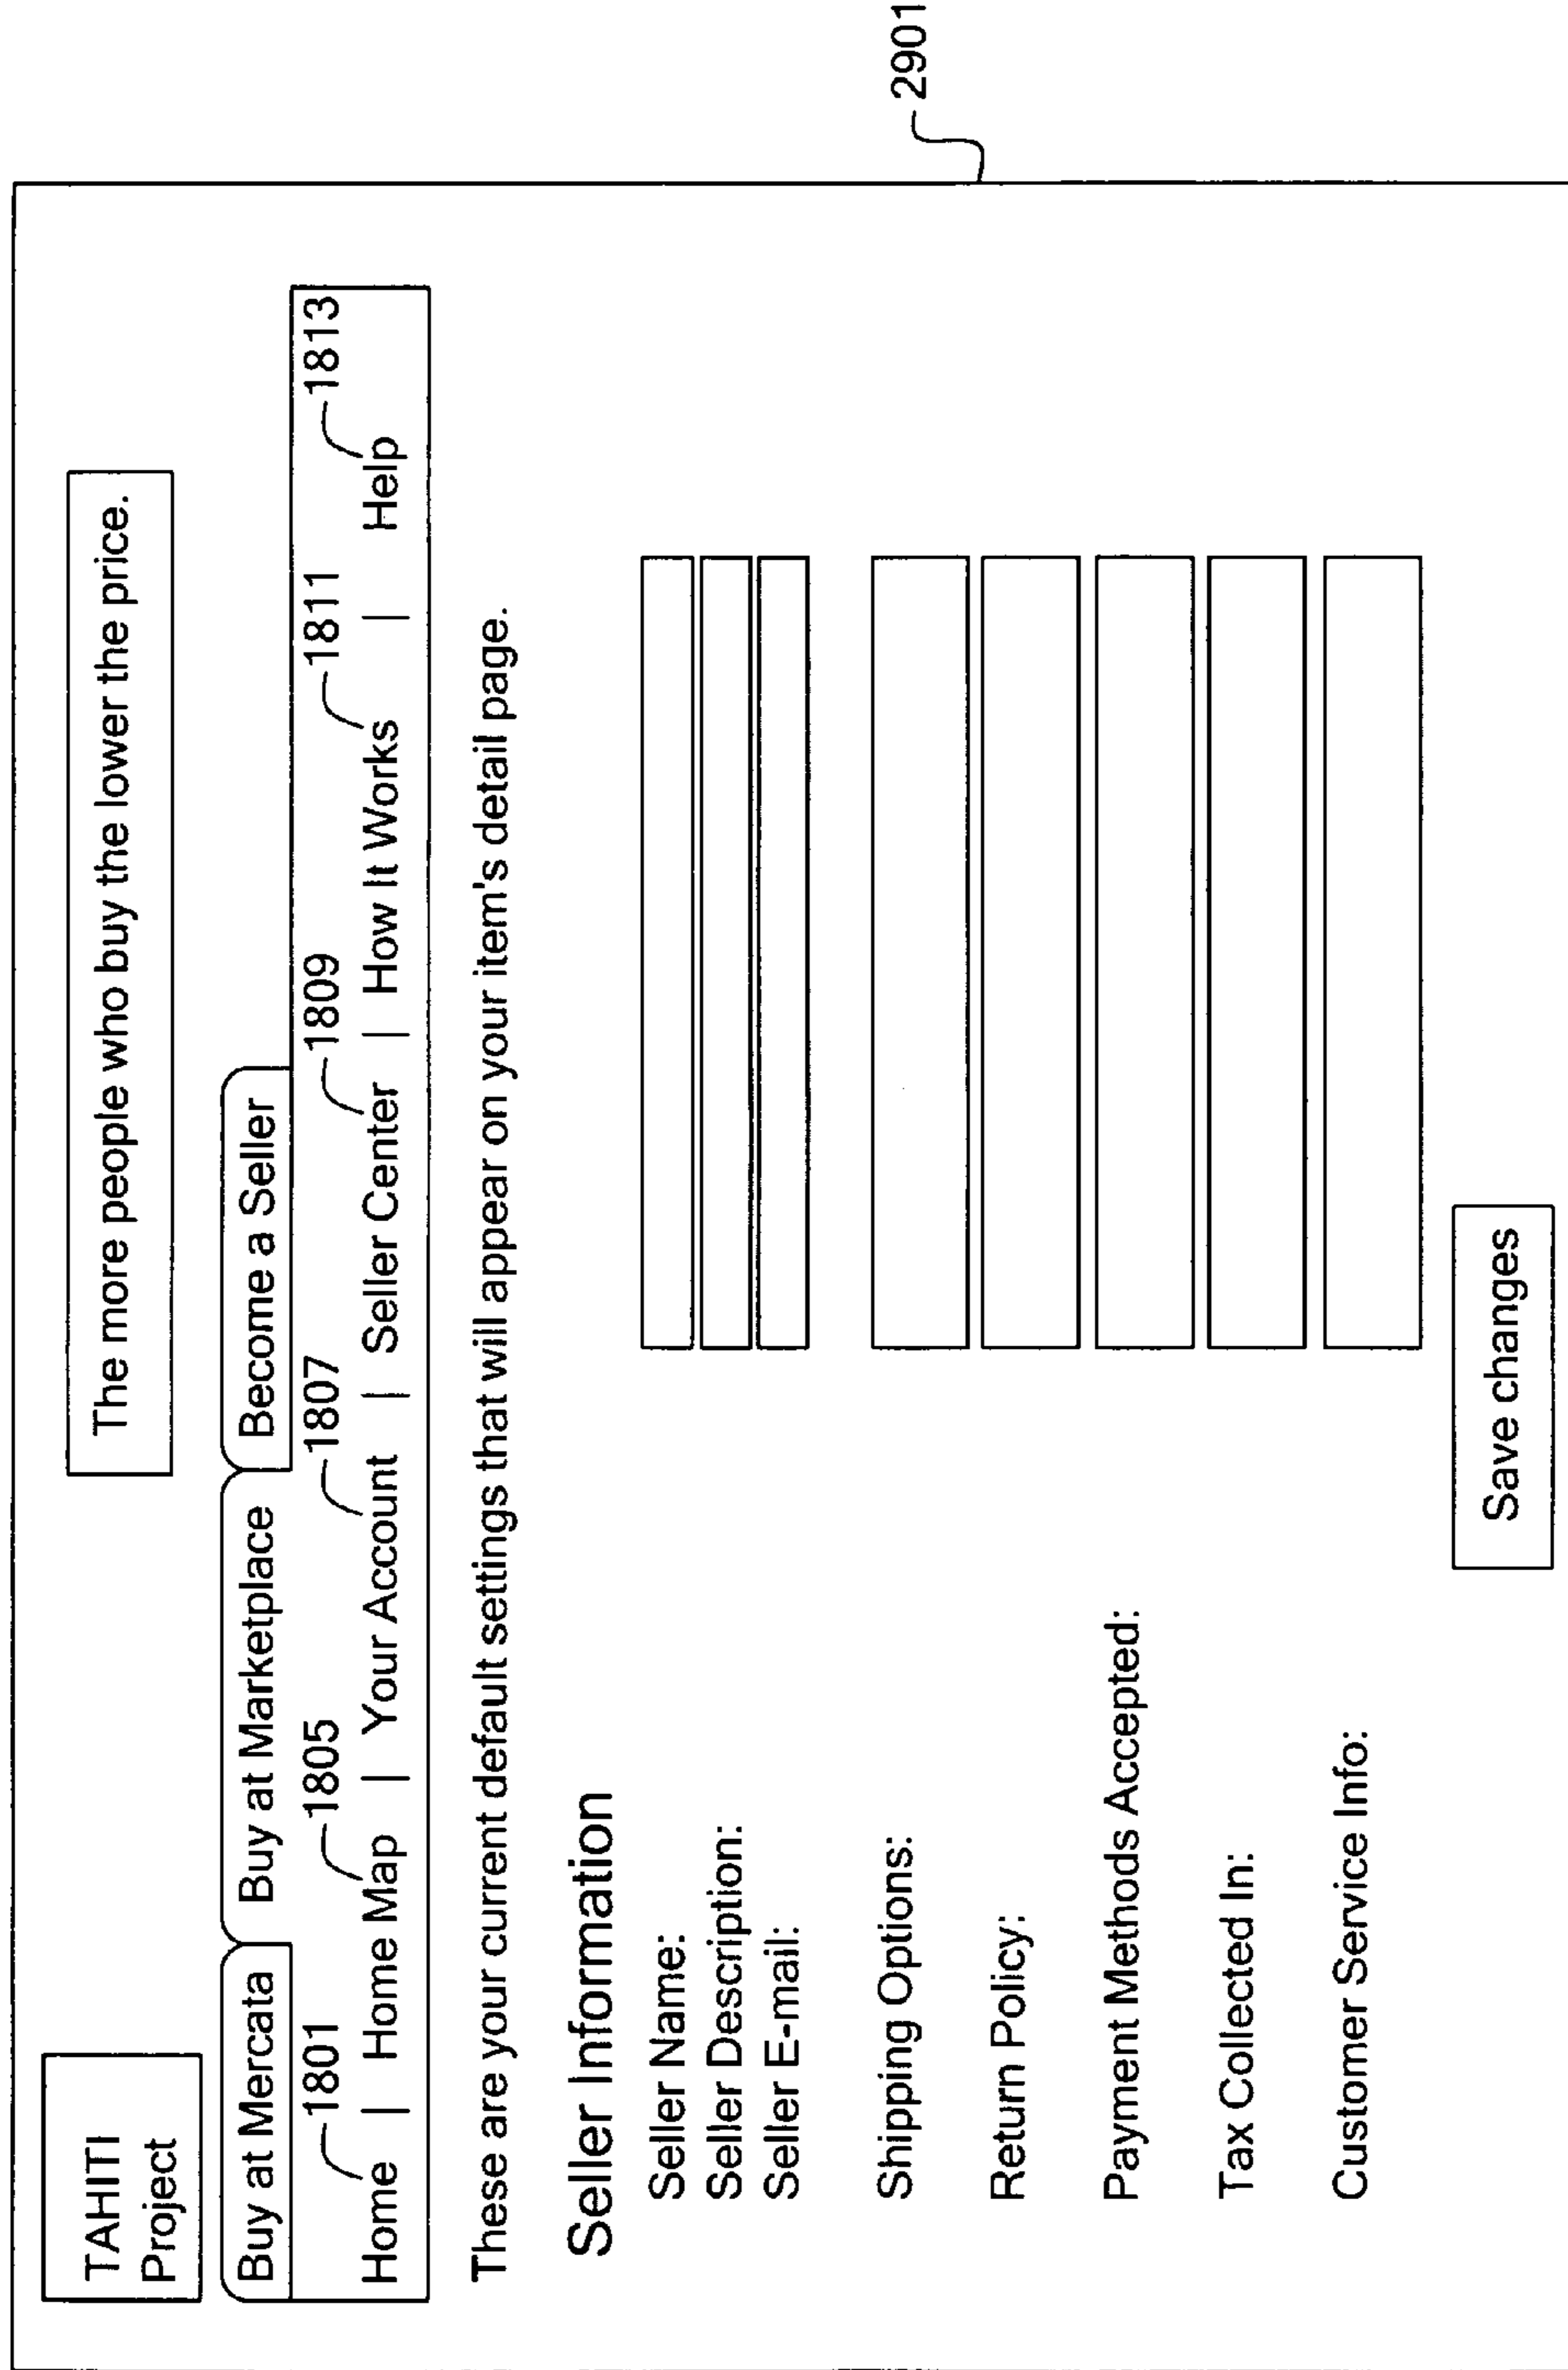 TAHITI
Project
The more people who buy the lower the price.
Buy at Mercata Buy at Marketplace Become a Seller
1801 1805 1807 1809 1811 1813
Home | Home Map | Your Account | Seller Center | How It Works | Help
These are your current default settings that will appear on your item's detail page.
Seller Information
Seller Name:
Seller Description:
Seller E-mail:
Shipping Options:
Return Policy:
Payment Methods Accepted:
Tax Collected In:
Customer Service Info:
Save changes
2901